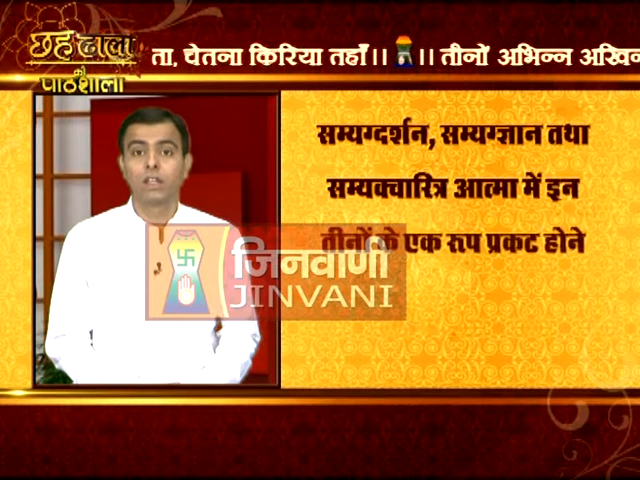 छहढाला
की
पाठशाला
ता, चेतना किरिया तहाँ।। ।। तीनों अभिन्न अखिन
सम्यग्दर्शन, सम्यग्ज्ञान तथा
सम्यक्चारित्र आत्मा में इन
तीनों के एक रूप प्रकट होने
जिनवाणी
JINVANI